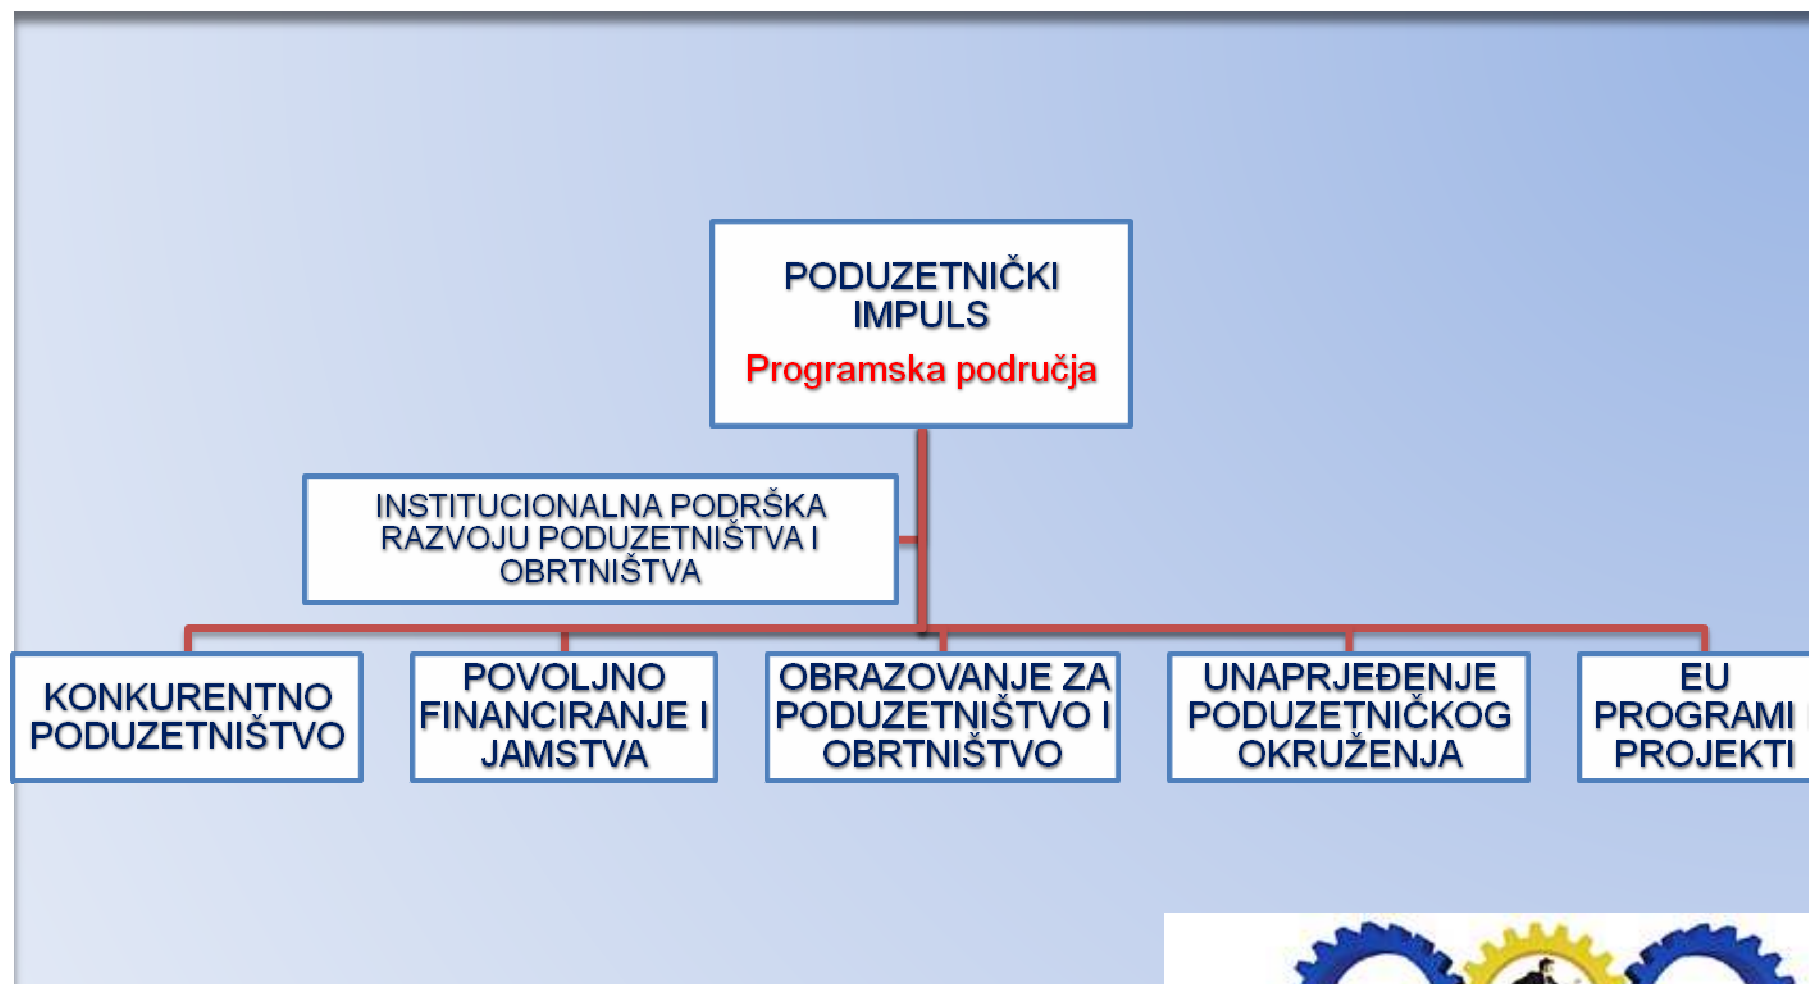 PODUZETNIČKI
IMPULS
Programska područja
INSTITUCIONALNA PODRŠKA
RAZVOJU PODUZETNIŠTVA I
OBRTNIŠTVA
KONKURENTNO
PODUZETNIŠTVO
POVOLJNO
FINANCIRANJE I
JAMSTVA
OBRAZOVANJE ZA
PODUZETNIŠTVO I
OBRTNIŠTVO
UNAPRJEĐENJE
PODUZETNIČKOG
OKRUŽENJA
EU
PROGRAMI I
PROJEKTI